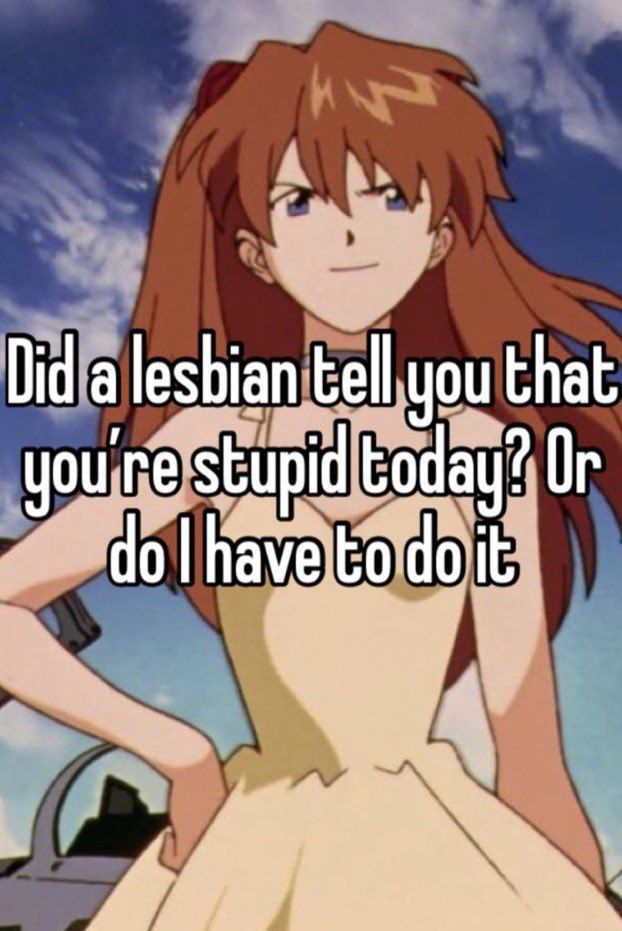 Did a lesbian tell you that
you're stupid today? Or
do I have to do it